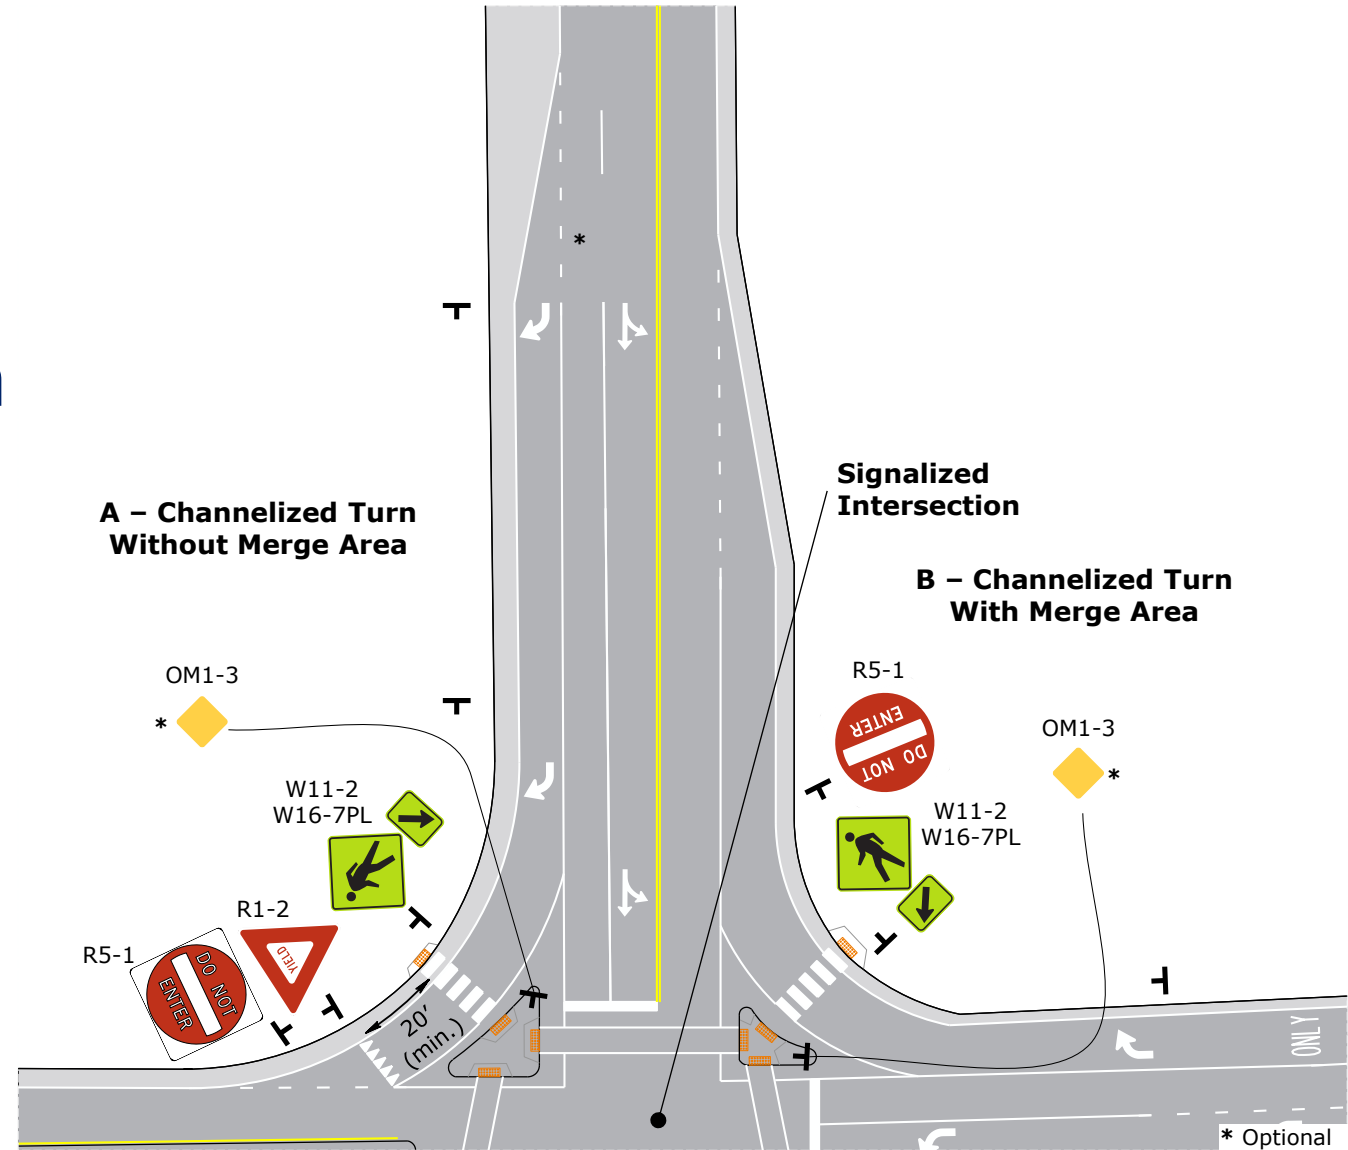 *
Signalized
Intersection
A – Channelized Turn
Without Merge Area
B – Channelized Turn
With Merge Area
OM1-3
*
R5-1
DO NOT
ENTER
OM1-3
*
W11-2
W16-7PL
W11-2
W16-7PL
R1-2
YIELD
R5-1
DO NOT
ENTER
20′
(min.)
ONLY
* Optional